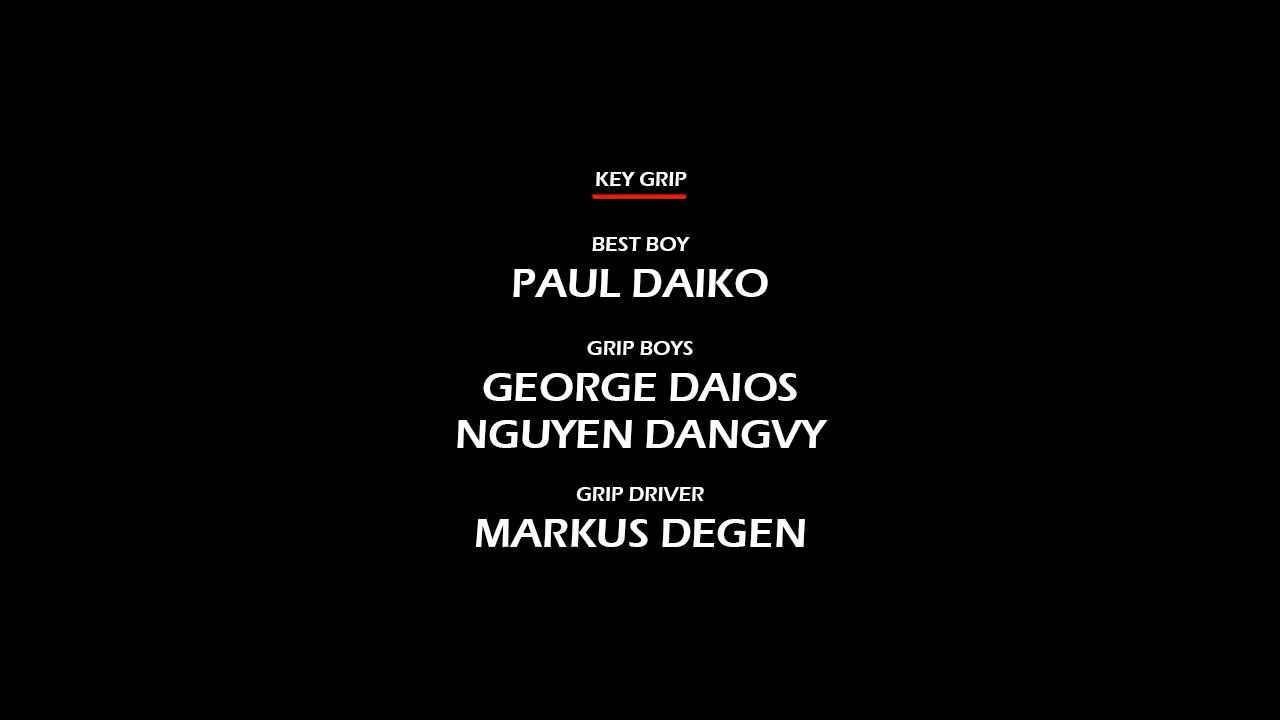 KEY GRIP
BEST BOY
PAUL DAIKO
GRIP BOYS
GEORGE DAIOS
NGUYEN DANGVY
GRIP DRIVER
MARKUS DEGEN